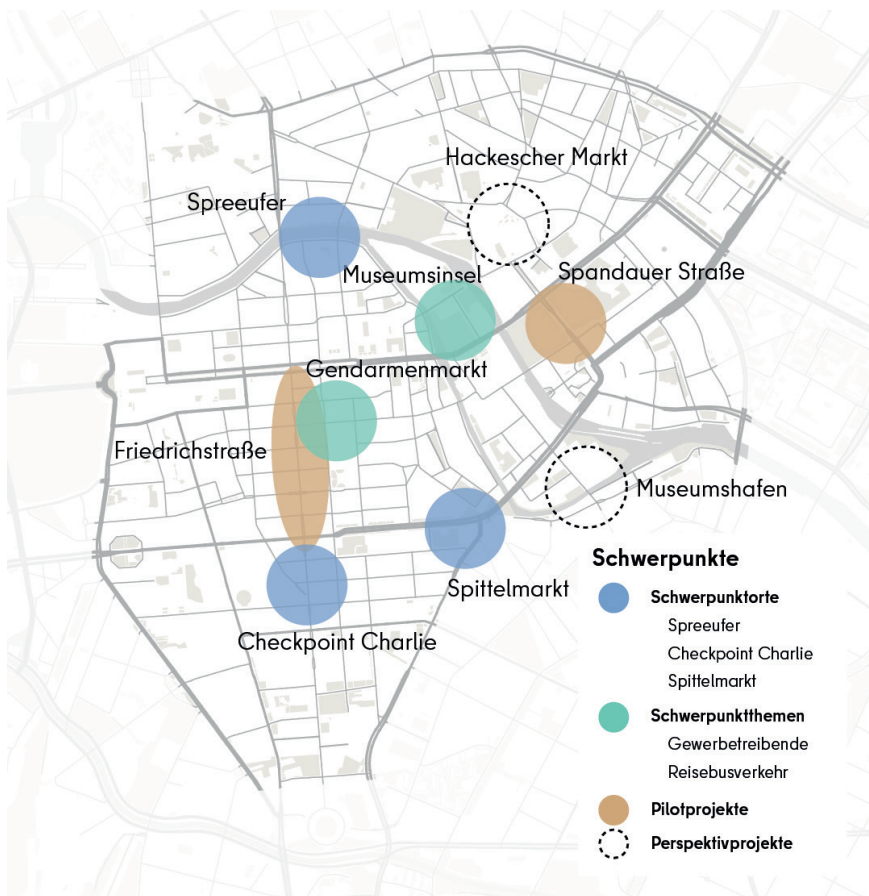 Hackescher Markt
Spreeufer
Museumsinsel
Spandauer Straße
Gendarmenmarkt
Friedrichstraße
Museumshafen
Spittelmarkt
Checkpoint Charlie
Schwerpunkte
Schwerpunktorte
Spreeufer
Checkpoint Charlie
Spittelmarkt
Schwerpunktthemen
Gewerbetreibende
Reisebusverkehr
Pilotprojekte
Perspektivprojekte